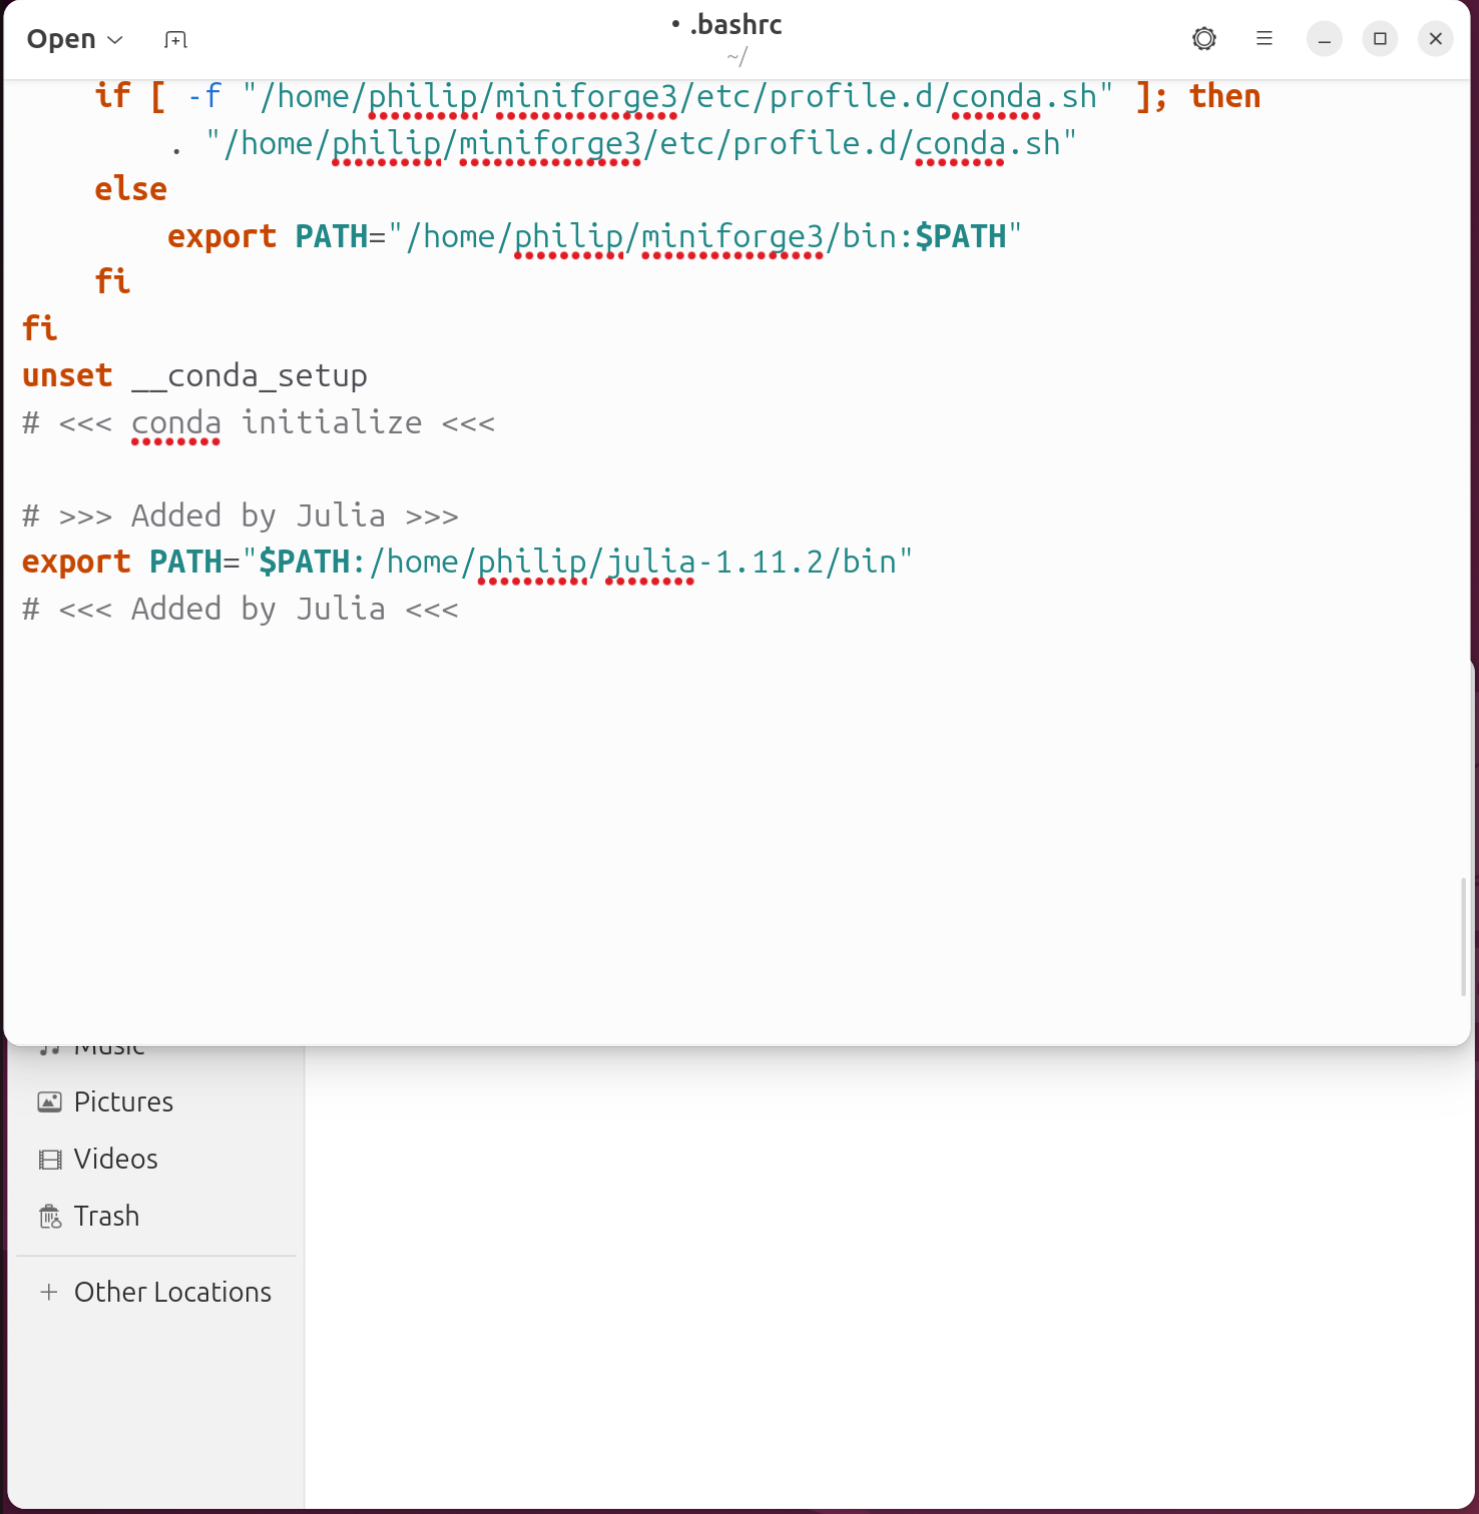 Open
• .bashrc
~/
if [ -f "/home/philip/miniforge3/etc/profile.d/conda.sh" ]; then
. "/home/philip/miniforge3/etc/profile.d/conda.sh"
else
export PATH="/home/philip/miniforge3/bin:$PATH"
fi
fi
unset __conda_setup
# <<< conda initialize <<<
# >>> Added by Julia >>>
export PATH="$PATH:/home/philip/julia-1.11.2/bin"
# <<< Added by Julia <<<
Music
Pictures
Videos
Trash
+ Other Locations